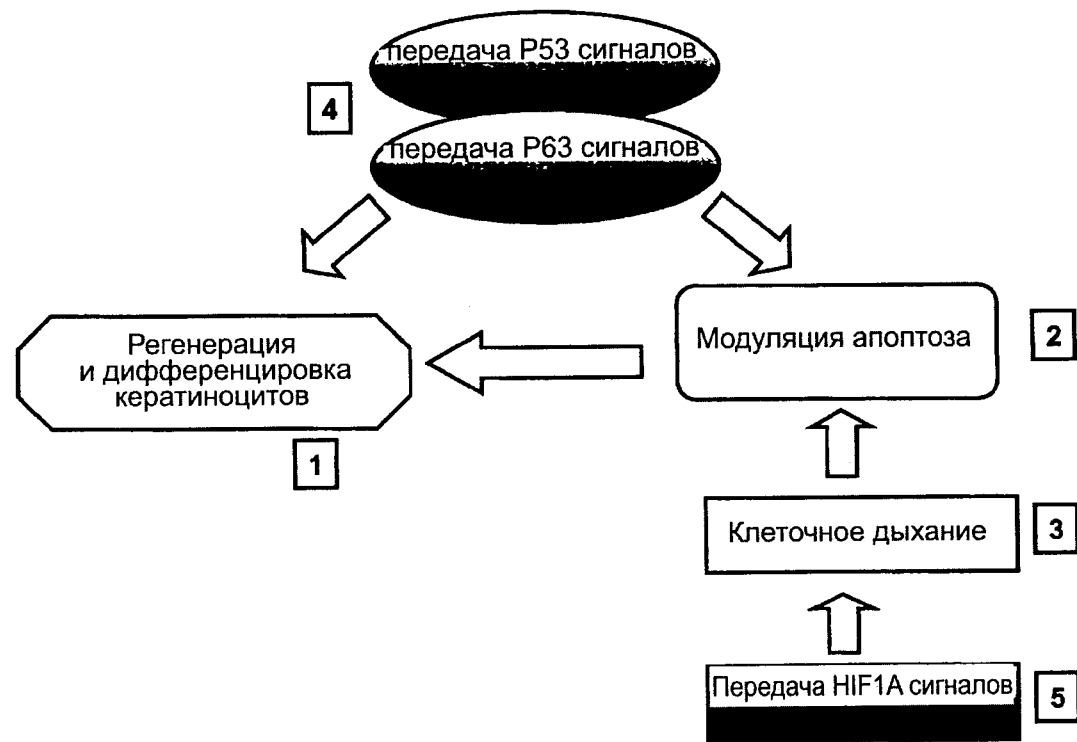 передача P53 сигналов
4
передача P63 сигналов
Модуляция апоптоза
2
Регенерация
и дифференцировка
кератиноцитов
1
Клеточное дыхание
3
Передача HIF1A сигналов
5